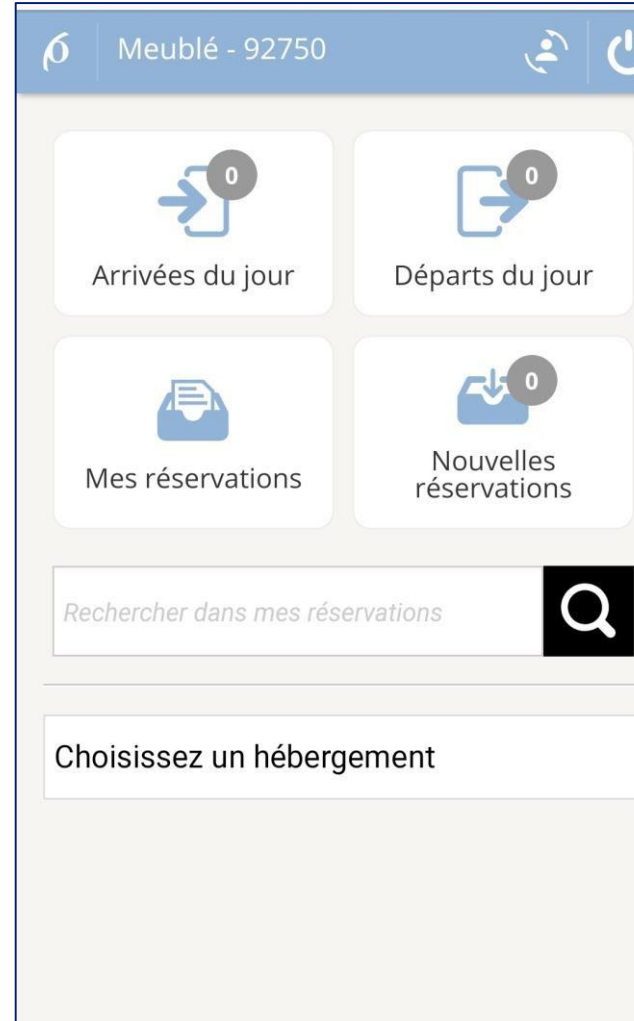 Meublé - 92750
0
0
Arrivées du jour
Départs du jour
0
Mes réservations
Nouvelles
réservations
Rechercher dans mes réservations
Choisissez un hébergement